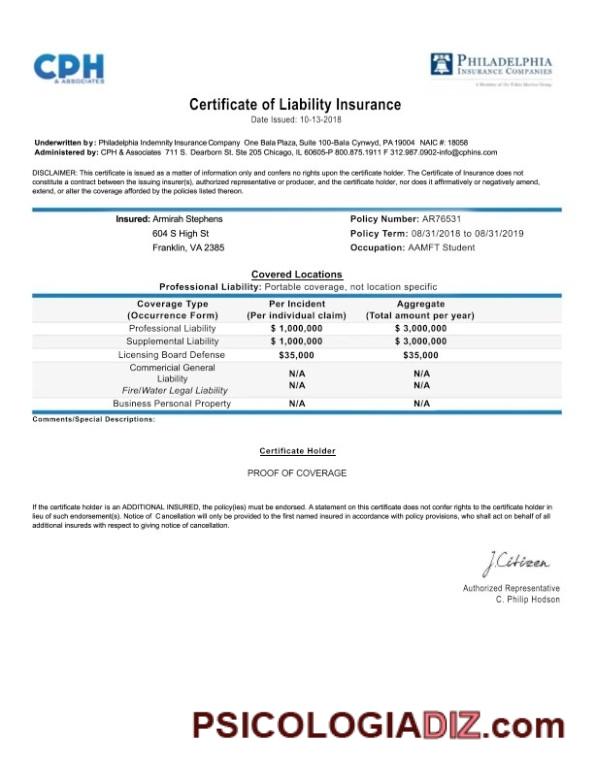 CPH
& ASSOCIATES
PHILADELPHIA
INSURANCE COMPANIES
A Member of the Tokio Marine Group
Certificate of Liability Insurance
Date Issued: 10-13-2018
Underwritten by: Philadelphia Indemnity Insurance Company One Bala Plaza, Suite 100-Bala Cynwyd, PA 19004 NAIC #: 18058
Administered by: CPH & Associates 711 S. Dearborn St. Ste 205 Chicago, IL 60605-P 800.875.1911 F 312.987.0902-info@cphins.com
DISCLAIMER: This certificate is issued as a matter of information only and confers no rights upon the certificate holder. The Certificate of Insurance does not
constitute a contract between the issuing insurer(s), authorized representative or producer, and the certificate holder, nor does it affirmatively or negatively amend,
extend, or alter the coverage afforded by the policies listed thereon.
Insured: Armirah Stephens Policy Number: AR76531
604 S High St Policy Term: 08/31/2018 to 08/31/2019
Franklin, VA 2385 Occupation: AAMFT Student
Covered Locations
Professional Liability: Portable coverage, not location specific
Coverage Type Per Incident Aggregate
(Occurrence Form) (Per individual claim) (Total amount per year)
Professional Liability $ 1,000,000 $ 3,000,000
Supplemental Liability $ 1,000,000 $ 3,000,000
Licensing Board Defense $35,000 $35,000
Commericial General
Liability N/A N/A
Fire/Water Legal Liability N/A N/A
Business Personal Property N/A N/A
Comments/Special Descriptions:
Certificate Holder
PROOF OF COVERAGE
If the certificate holder is an ADDITIONAL INSURED, the policy(ies) must be endorsed. A statement on this certificate does not confer rights to the certificate holder in
lieu of such endorsement(s). Notice of Cancellation will only be provided to the first named insured in accordance with policy provisions, who shall act on behalf of all
additional insureds with respect to giving notice of cancellation.
J.Citizen
Authorized Representative
C. Philip Hodson
PSICOLOGIADIZ.com